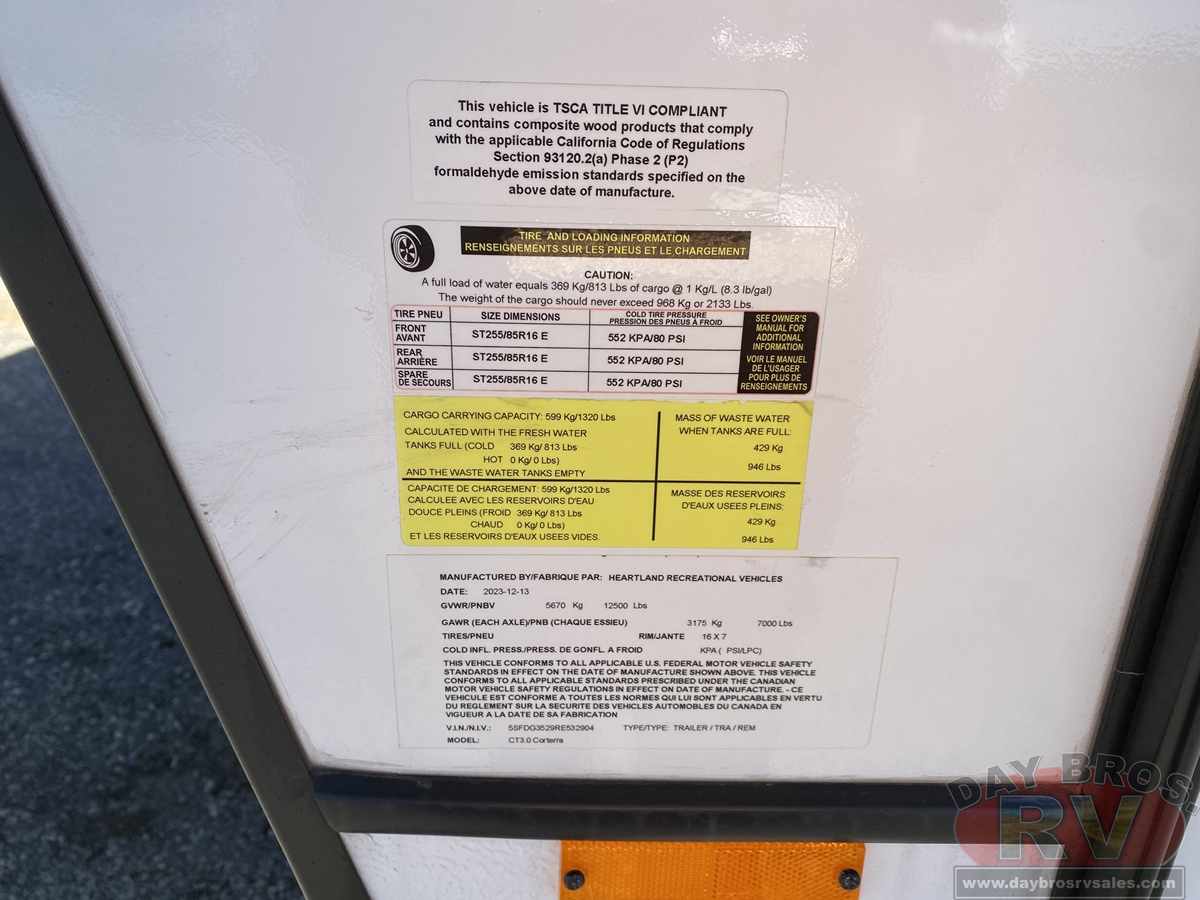 This vehicle is TSCA TITLE VI COMPLIANT
and contains composite wood products that comply
with the applicable California Code of Regulations
Section 93120.2(a) Phase 2 (P2)
formaldehyde emission standards specified on the
above date of manufacture.
TIRE AND LOADING INFORMATION
RENSEIGNEMENTS SUR LES PNEUS ET LE CHARGEMENT
CAUTION:
A full load of water equals 369 Kg/813 Lbs of cargo @ 1 Kg/L (8.3 lb/gal)
The weight of the cargo should never exceed 968 Kg or 2133 Lbs.
TIRE PNEU SIZE DIMENSIONS COLD TIRE PRESSURE
PRESSION DES PNEUS À FROID
FRONT
AVANT ST255/85R16 E 552 KPA/80 PSI
REAR
ARRIÈRE ST255/85R16 E 552 KPA/80 PSI
SPARE
DE SECOURS ST255/85R16 E 552 KPA/80 PSI
SEE OWNER'S
MANUAL FOR
ADDITIONAL
INFORMATION
VOIR LE MANUEL
DE L'USAGER
POUR PLUS DE
RENSEIGNEMENTS
CARGO CARRYING CAPACITY: 599 Kg/1320 Lbs
CALCULATED WITH THE FRESH WATER
TANKS FULL (COLD 369 Kg/ 813 Lbs
HOT 0 Kg/ 0 Lbs)
AND THE WASTE WATER TANKS EMPTY
MASS OF WASTE WATER
WHEN TANKS ARE FULL:
429 Kg
946 Lbs
CAPACITE DE CHARGEMENT: 599 Kg/1320 Lbs
CALCULEE AVEC LES RESERVOIRS D'EAU
DOUCE PLEINS (FROID 369 Kg/ 813 Lbs
CHAUD 0 Kg/ 0 Lbs)
ET LES RESERVOIRS D'EAUX USEES VIDES.
MASSE DES RESERVOIRS
D'EAUX USEES PLEINS:
429 Kg
946 Lbs
MANUFACTURED BY/FABRIQUE PAR: HEARTLAND RECREATIONAL VEHICLES
DATE: 2023-12-13
GVWR/PNBV 5670 Kg 12500 Lbs
GAWR (EACH AXLE)/PNB (CHAQUE ESSIEU) 3175 Kg 7000 Lbs
TIRES/PNEU RIM/JANTE 16 X 7
COLD INFL. PRESS/PRESS. DE GONFL. A FROID KPA ( PSI/LPC)
THIS VEHICLE CONFORMS TO ALL APPLICABLE U.S. FEDERAL MOTOR VEHICLE SAFETY
STANDARDS IN EFFECT ON THE DATE OF MANUFACTURE SHOWN ABOVE. THIS VEHICLE
CONFORMS TO ALL APPLICABLE STANDARDS PRESCRIBED UNDER THE CANADIAN
MOTOR VEHICLE SAFETY REGULATIONS IN EFFECT ON DATE OF MANUFACTURE. - CE
VEHICULE EST CONFORME A TOUTES LES NORMES QUI LUI SONT APPLICABLES EN VERTU
DU REGLEMENT SUR LA SECURITE DES VEHICLES AUTOMOBILES DU CANADA EN
VIGUEUR A LA DATE DE SA FABRICATION
V.I.N./N.I.V.: 5SFDG3529RE532904 TYPE/TYPE: TRAILER / TRA / REM
MODEL: CT3.0 Corterra
DAY BROS.
RV
www.daybrosrvsales.com